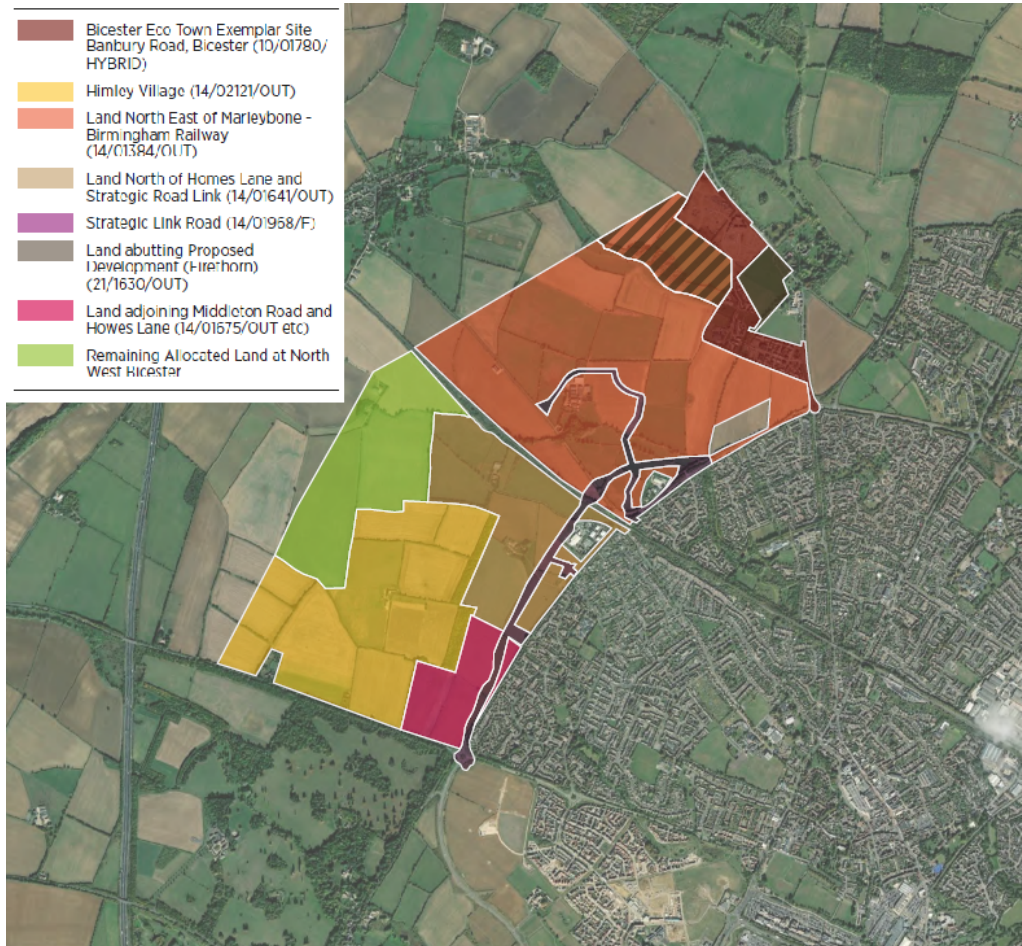 Bicester Eco Town Exemplar Site
Banbury Road, Bicester (10/01780/
HYBRID)
Himley Village (14/02121/OUT)
Land North East of Marleybone -
Birmingham Railway
(14/01384/OUT)
Land North of Homes Lane and
Strategic Road Link (14/01641/OUT)
Strategic Link Road (14/01968/F)
Land abutting Proposed
Development (Firethorn)
(21/1630/OUT)
Land adjoining Middleton Road and
Howes Lane (14/01675/OUT etc)
Remaining Allocated Land at North
West Bicester